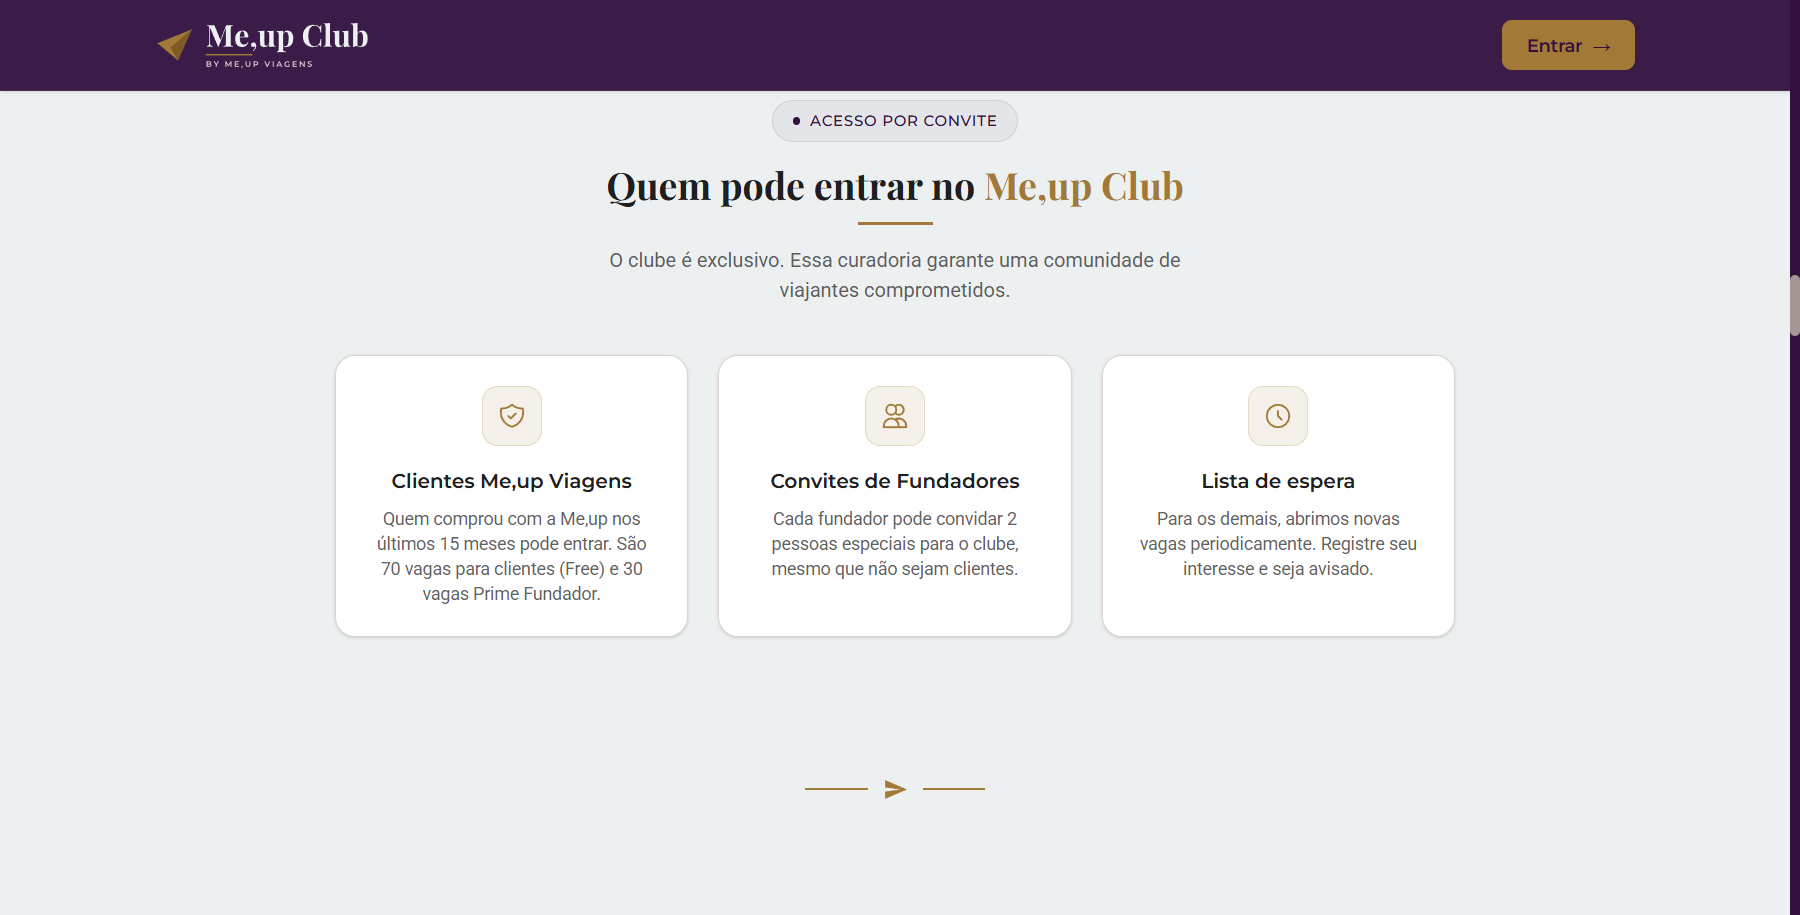 Me,up Club
BY ME,UP VIAGENS
Entrar →
ACESSO POR CONVITE
Quem pode entrar no Me,up Club
O clube é exclusivo. Essa curadoria garante uma comunidade de
viajantes comprometidos.
Clientes Me,up Viagens
Quem comprou com a Me,up nos
últimos 15 meses pode entrar. São
70 vagas para clientes (Free) e 30
vagas Prime Fundador.
Convites de Fundadores
Cada fundador pode convidar 2
pessoas especiais para o clube,
mesmo que não sejam clientes.
Lista de espera
Para os demais, abrimos novas
vagas periodicamente. Registre seu
interesse e seja avisado.